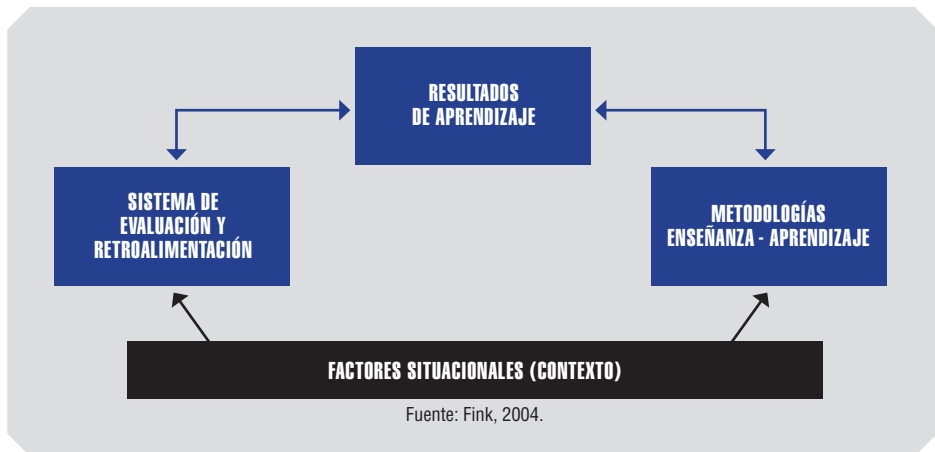 RESULTADOS
DE APRENDIZAJE
SISTEMA DE
EVALUACIÓN Y
RETROALIMENTACIÓN
METODOLOGÍAS
ENSEÑANZA - APRENDIZAJE
FACTORES SITUACIONALES (CONTEXTO)
Fuente: Fink, 2004.